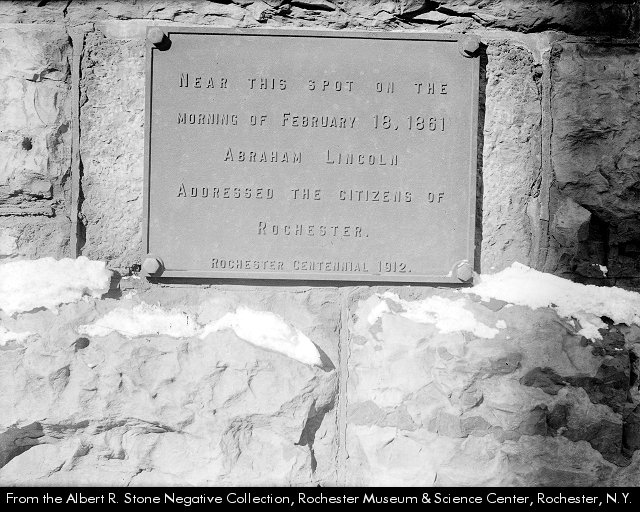 Near this spot on the
morning of February 18, 1861
Abraham Lincoln
Addressed the citizens of
Rochester.
Rochester Centennial 1912.
From the Albert R. Stone Negative Collection, Rochester Museum & Science Center, Rochester, N.Y.